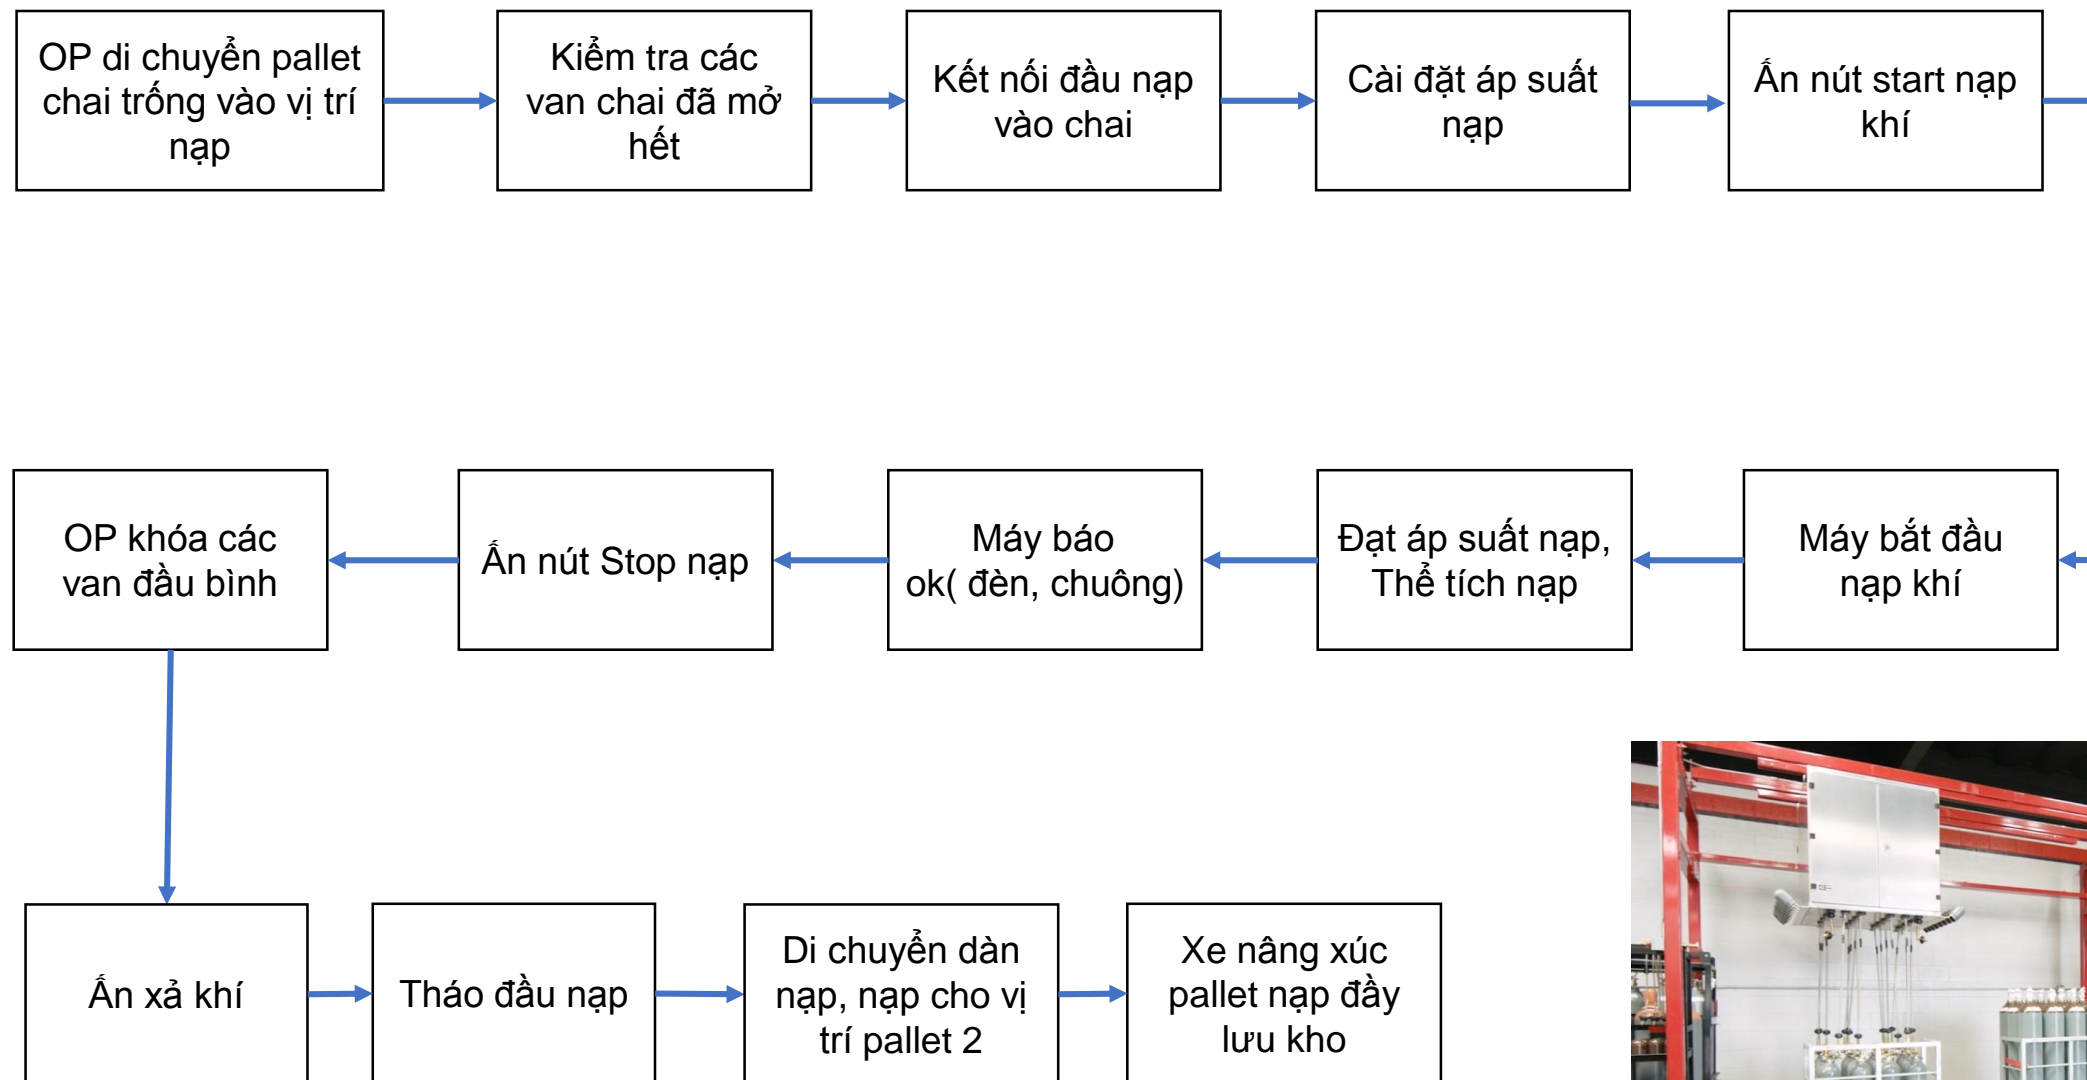 OP di chuyển pallet
chai trống vào vị trí
nạp
Kiểm tra các
van chai đã mở
hết
Kết nối đầu nạp
vào chai
Cài đặt áp suất
nạp
Ấn nút start nạp
khí
Máy bắt đầu
nạp khí
Đạt áp suất nạp,
Thể tích nạp
Máy báo
ok( đèn, chuông)
Ấn nút Stop nạp
OP khóa các
van đầu bình
Ấn xả khí
Tháo đầu nạp
Di chuyển dàn
nạp, nạp cho vị
trí pallet 2
Xe nâng xúc
pallet nạp đầy
lưu kho